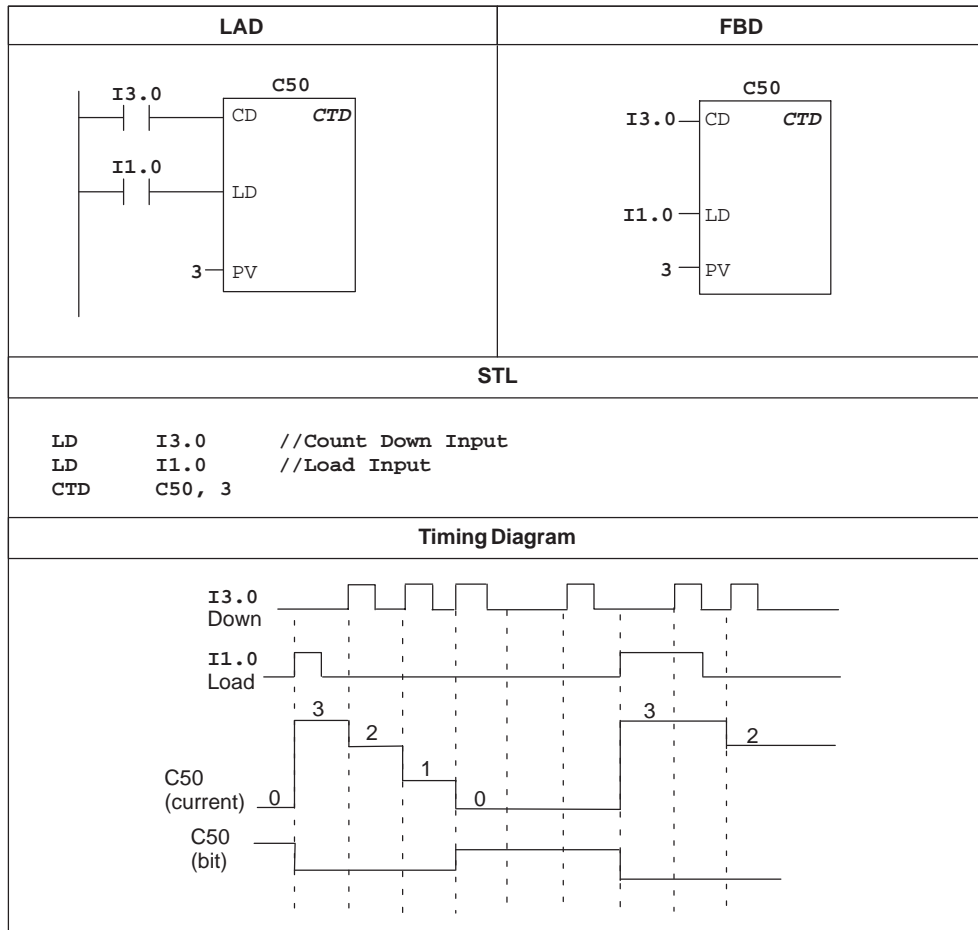 LAD
FBD
C50
I3.0
CD CTD
I1.0
LD
3 PV
C50
I3.0 CD CTD
I1.0 LD
3 PV
STL
LD I3.0 //Count Down Input
LD I1.0 //Load Input
CTD C50, 3
Timing Diagram
I3.0
Down
I1.0
Load
3
2
1
0
3
2
C50
(current) 0
C50
(bit)